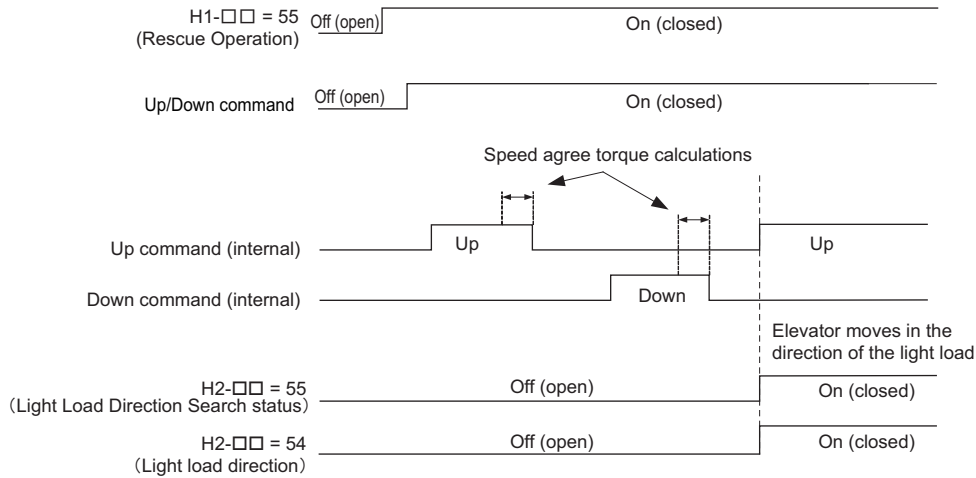 H1-□□ = 55
(Rescue Operation)
Off (open)
On (closed)
Up/Down command
Off (open)
On (closed)
Speed agree torque calculations
Up command (internal)
Up
Up
Down command (internal)
Down
Elevator moves in the
direction of the light load
H2-□□ = 55
（Light Load Direction Search status）
Off (open)
On (closed)
H2-□□ = 54
（Light load direction）
Off (open)
On (closed)